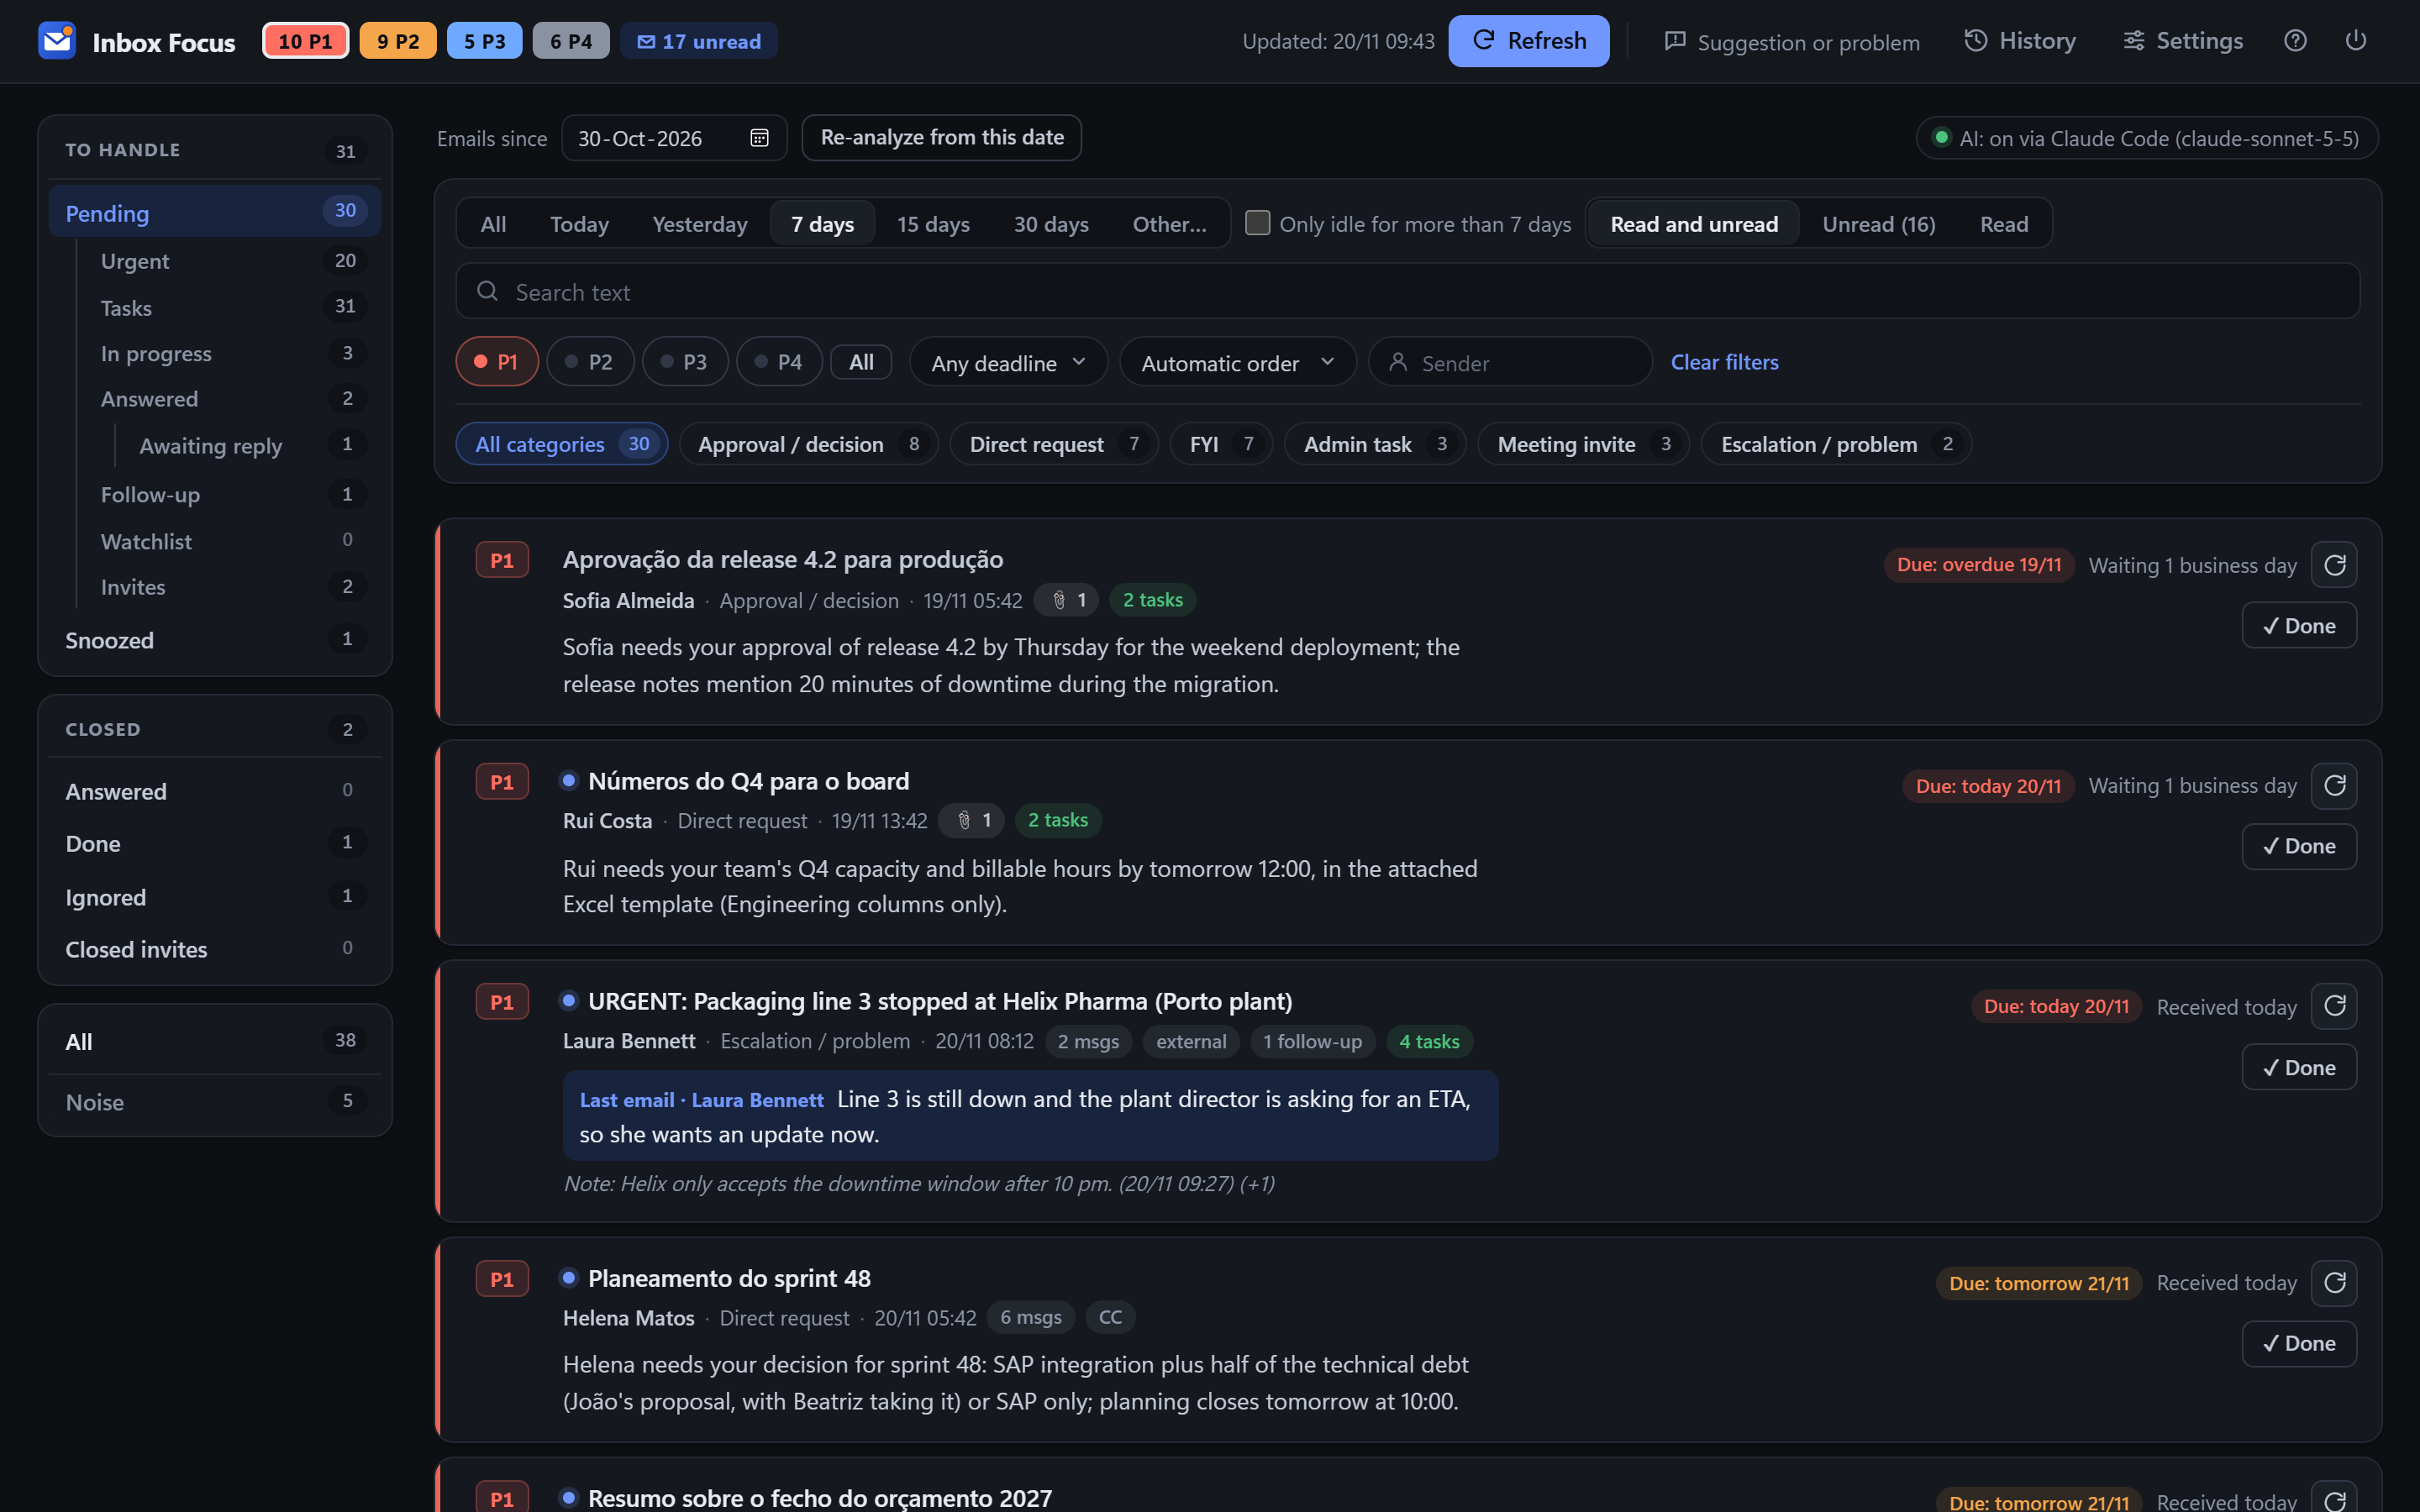 Inbox Focus
10 P1
9 P2
5 P3
6 P4
17 unread
Updated: 20/11 09:43
Refresh
Suggestion or problem
History
Settings
TO HANDLE 31
Pending 30
Urgent 20
Tasks 31
In progress 3
Answered 2
Awaiting reply 1
Follow-up 1
Watchlist 0
Invites 2
Snoozed 1
CLOSED 2
Answered 0
Done 1
Ignored 1
Closed invites 0
All 38
Noise 5
Emails since 30-Oct-2026 Re-analyze from this date
AI: on via Claude Code (claude-sonnet-5-5)
All Today Yesterday 7 days 15 days 30 days Other... Only idle for more than 7 days Read and unread Unread (16) Read
Search text
P1 P2 P3 P4 All Any deadline Automatic order Sender Clear filters
All categories 30 Approval / decision 8 Direct request 7 FYI 7 Admin task 3 Meeting invite 3 Escalation / problem 2
P1 Aprovação da release 4.2 para produção
Due: overdue 19/11 Waiting 1 business day
Sofia Almeida · Approval / decision · 19/11 05:42 1 2 tasks
✓ Done
Sofia needs your approval of release 4.2 by Thursday for the weekend deployment; the
release notes mention 20 minutes of downtime during the migration.
P1 Números do Q4 para o board
Due: today 20/11 Waiting 1 business day
Rui Costa · Direct request · 19/11 13:42 1 2 tasks
✓ Done
Rui needs your team's Q4 capacity and billable hours by tomorrow 12:00, in the attached
Excel template (Engineering columns only).
P1 URGENT: Packaging line 3 stopped at Helix Pharma (Porto plant)
Due: today 20/11 Received today
Laura Bennett · Escalation / problem · 20/11 08:12 2 msgs external 1 follow-up 4 tasks
✓ Done
Last email · Laura Bennett Line 3 is still down and the plant director is asking for an ETA,
so she wants an update now.
Note: Helix only accepts the downtime window after 10 pm. (20/11 09:27) (+1)
P1 Planeamento do sprint 48
Due: tomorrow 21/11 Received today
Helena Matos · Direct request · 20/11 05:42 6 msgs CC
✓ Done
Helena needs your decision for sprint 48: SAP integration plus half of the technical debt
(João's proposal, with Beatriz taking it) or SAP only; planning closes tomorrow at 10:00.
P1 Resumo sobre o fecho do orçamento 2027
Due: tomorrow 21/11 Received today